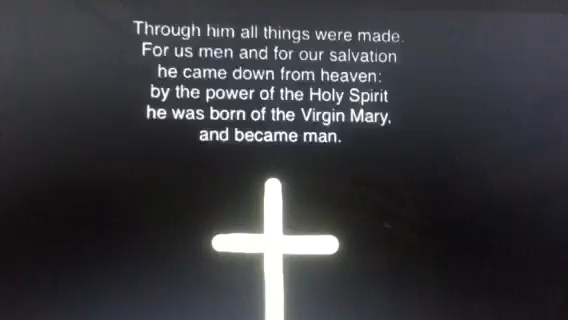 Through him all things were made.
For us men and for our salvation
he came down from heaven:
by the power of the Holy Spirit
he was born of the Virgin Mary,
and became man.